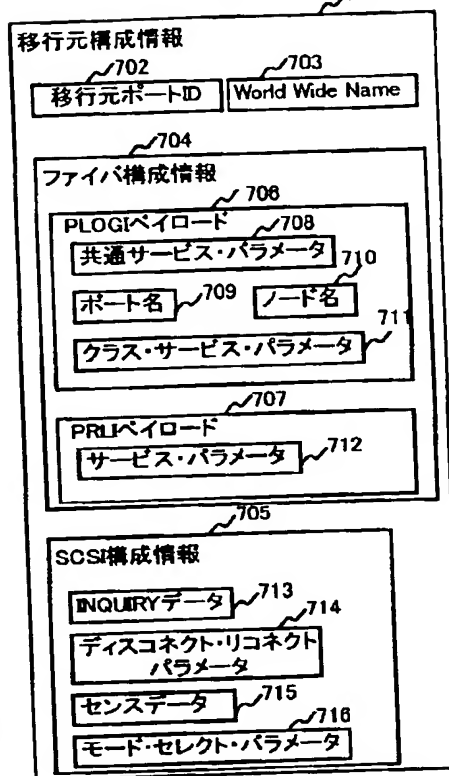 移行元構成情報
702 703
移行元ポートID World Wide Name
704
ファイバ構成情報
706
PLOGIペイロード
708
共通サービス・パラメータ
710
ポート名 709 ノード名
711
クラス・サービス・パラメータ
707
PRLIペイロード
サービス・パラメータ 712
705
SCSI構成情報
INQUIRYデータ 713
714
ディスコネクト・リコネクト
パラメータ
センスデータ 715
716
モード・セレクト・パラメータ